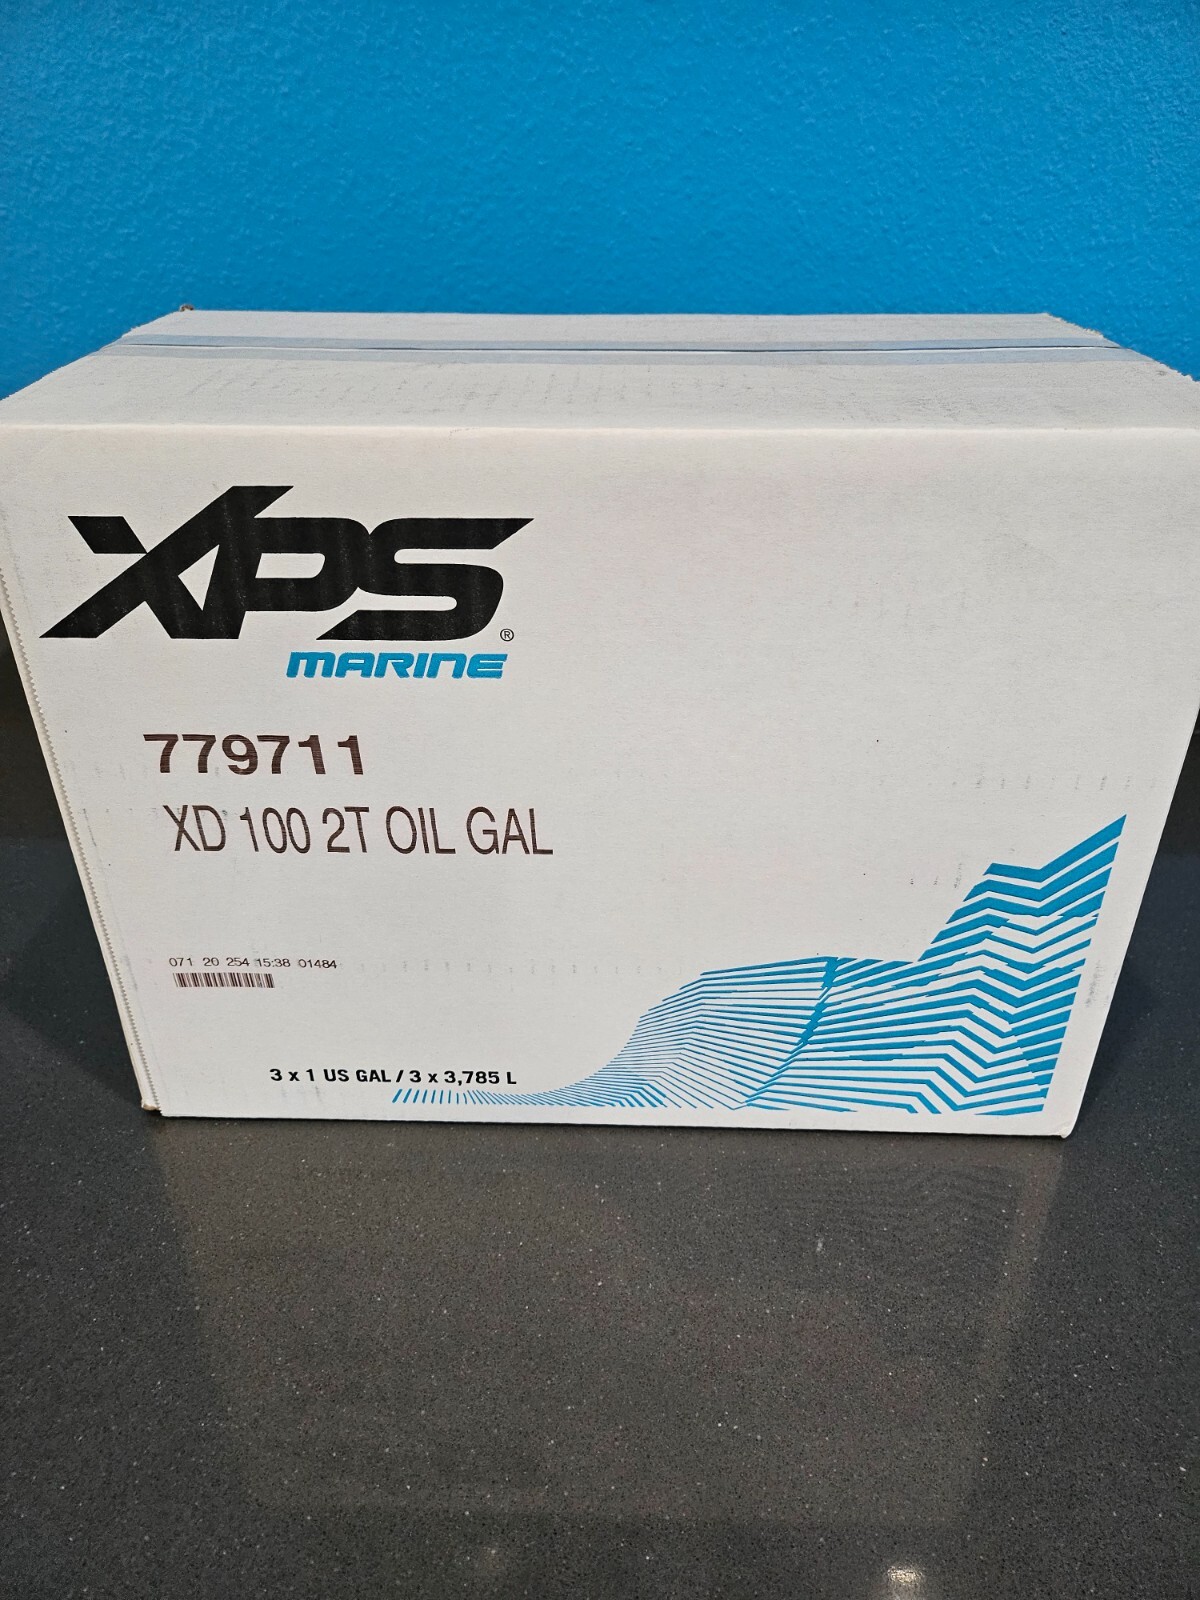 XPS®
MARINE
779711
XD 100 2T OIL GAL
071 20 254 15:38 01484
3 x 1 US GAL / 3 x 3,785 L